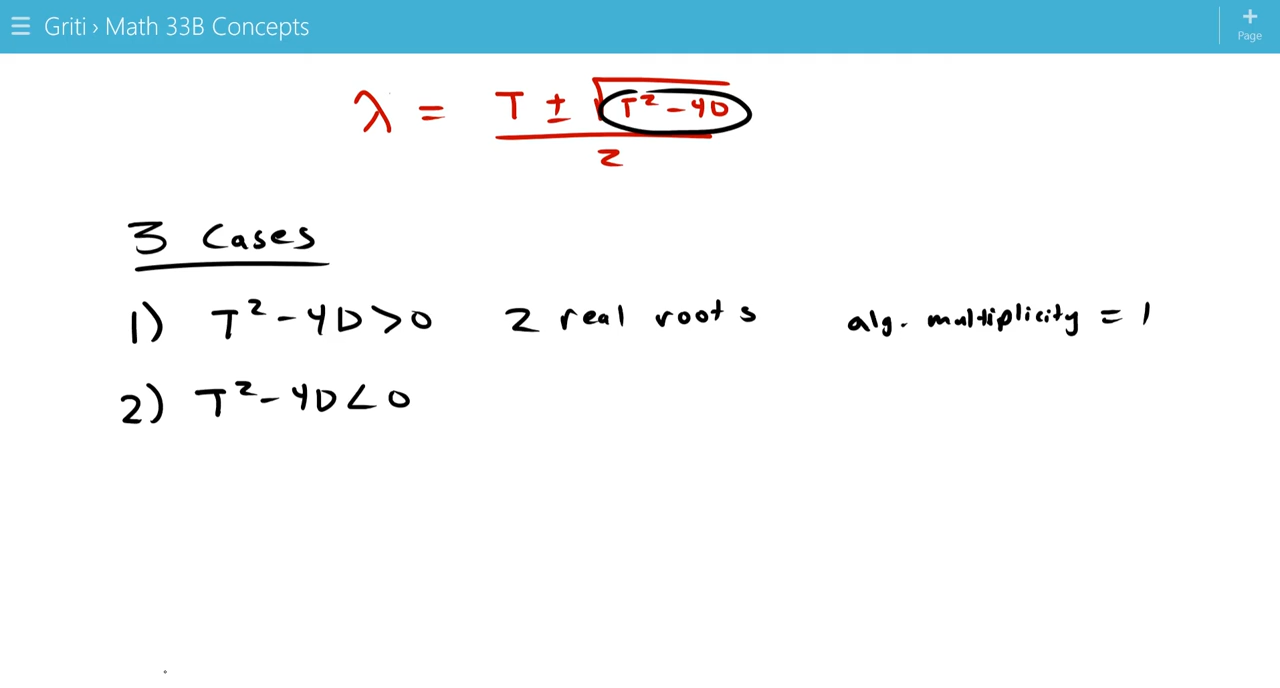 Griti › Math 33B Concepts
Page
λ = (T ± √(T² - 4D)) / 2
3 Cases
1) T² - 4D > 0 2 real roots alg. multiplicity = 1
2) T² - 4D < 0